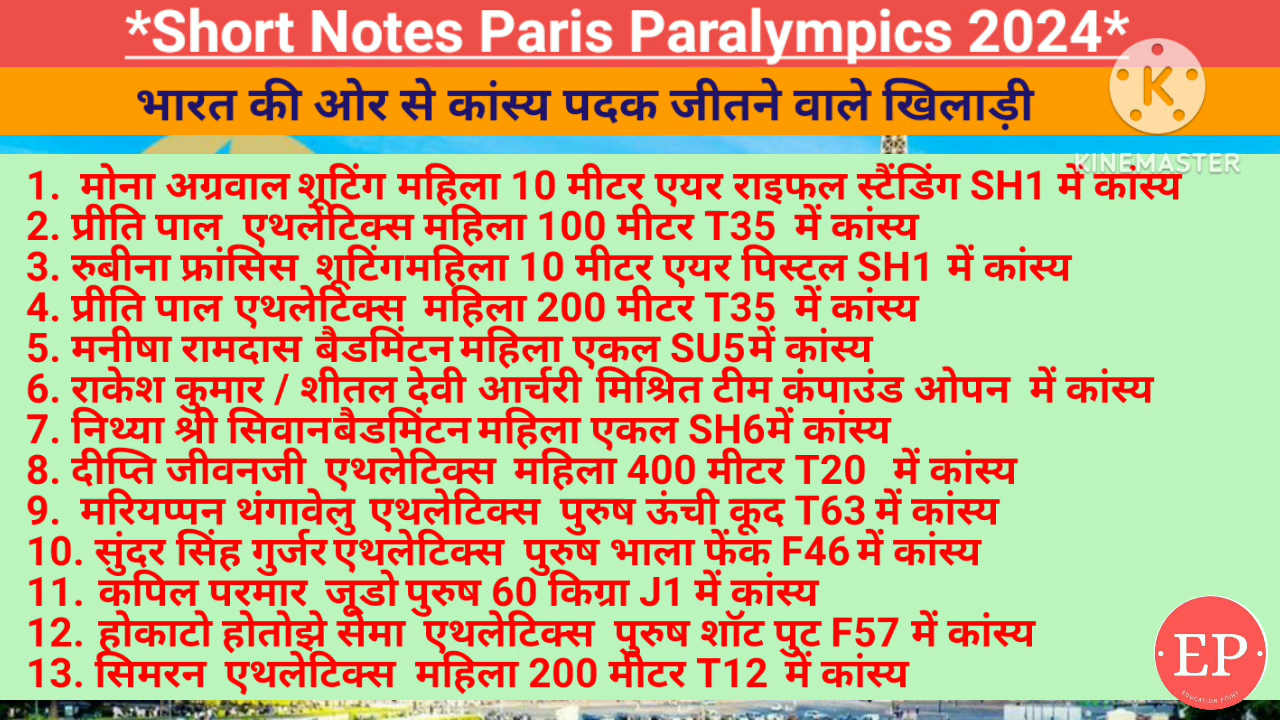 *Short Notes Paris Paralympics 2024*
भारत की ओर से कांस्य पदक जीतने वाले खिलाड़ी
KINEMASTER
1. मोना अग्रवाल शूटिंग महिला 10 मीटर एयर राइफल स्टैंडिंग SH1 में कांस्य
2. प्रीति पाल एथलेटिक्स महिला 100 मीटर T35 में कांस्य
3. रुबीना फ्रांसिस शूटिंगमहिला 10 मीटर एयर पिस्टल SH1 में कांस्य
4. प्रीति पाल एथलेटिक्स महिला 200 मीटर T35 में कांस्य
5. मनीषा रामदास बैडमिंटन महिला एकल SU5में कांस्य
6. राकेश कुमार / शीतल देवी आर्चरी मिश्रित टीम कंपाउंड ओपन में कांस्य
7. निथ्या श्री सिवानबैडमिंटन महिला एकल SH6में कांस्य
8. दीप्ति जीवनजी एथलेटिक्स महिला 400 मीटर T20 में कांस्य
9. मरियप्पन थंगावेलु एथलेटिक्स पुरुष ऊंची कूद T63 में कांस्य
10. सुंदर सिंह गुर्जर एथलेटिक्स पुरुष भाला फेंक F46 में कांस्य
11. कपिल परमार जूडो पुरुष 60 किग्रा J1 में कांस्य
12. होकाटो होतोझे सेमा एथलेटिक्स पुरुष शॉट पुट F57 में कांस्य
13. सिमरन एथलेटिक्स महिला 200 मीटर T12 में कांस्य
EP
EDUCATION POINT